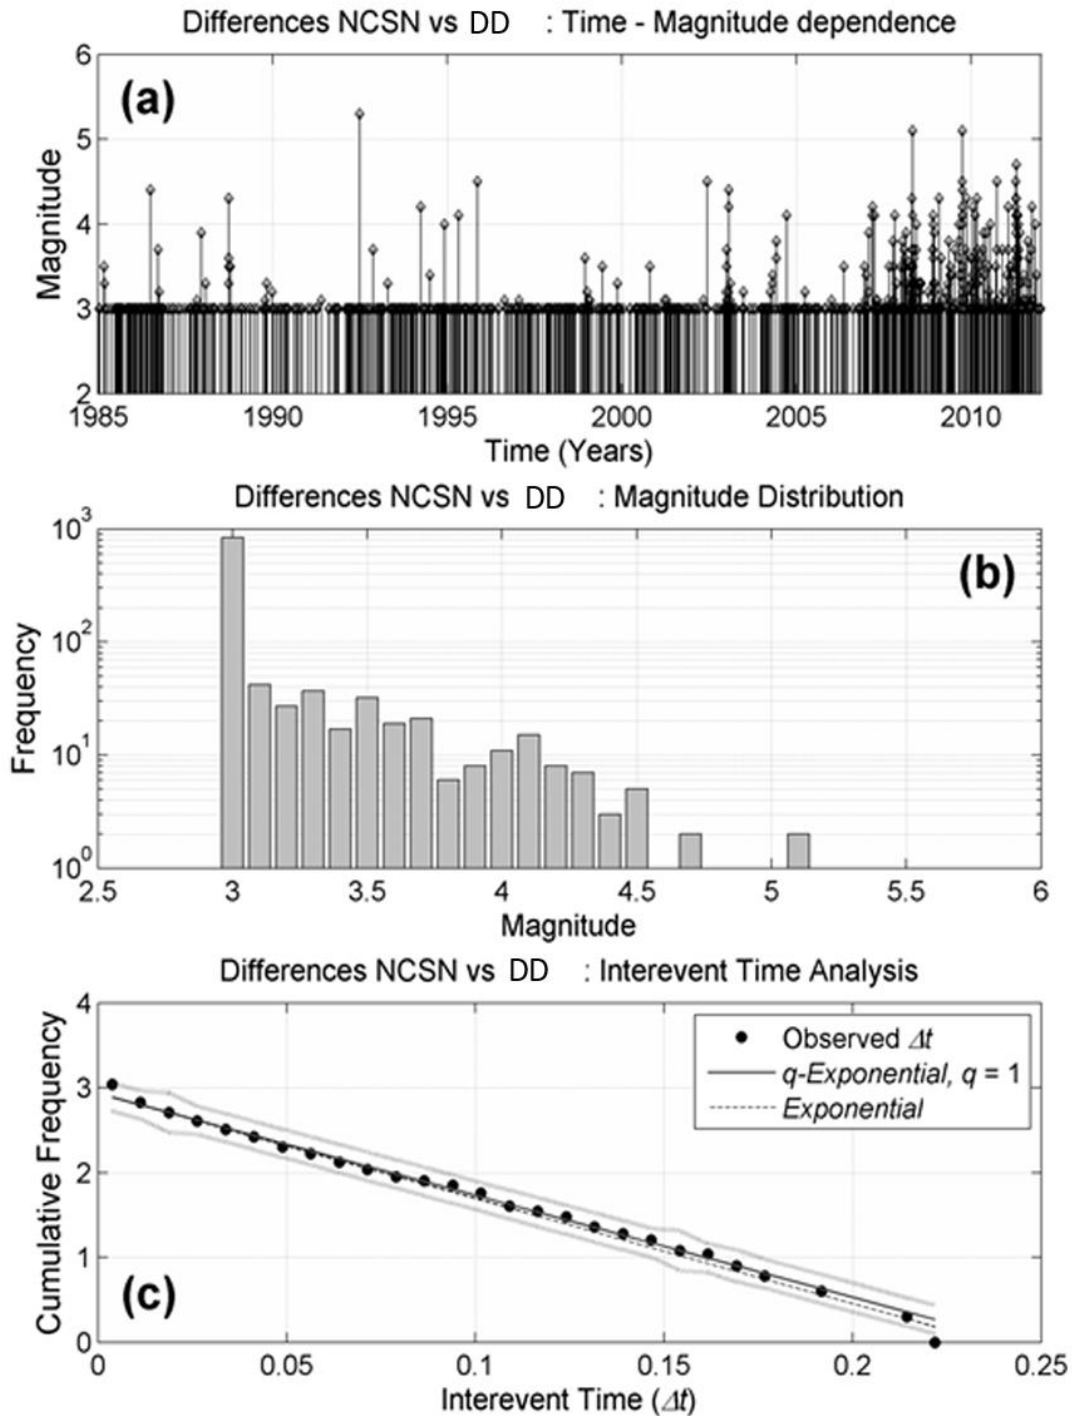 Differences NCSN vs DD : Time - Magnitude dependence
(a)
Magnitude
6
5
4
3
2
1985 1990 1995 2000 2005 2010
Time (Years)
Differences NCSN vs DD : Magnitude Distribution
(b)
Frequency
10³
10²
10¹
10⁰
2.5 3 3.5 4 4.5 5 5.5 6
Magnitude
Differences NCSN vs DD : Interevent Time Analysis
Cumulative Frequency
4
3
2
1
0
Observed Δt
q-Exponential, q = 1
Exponential
(c)
0 0.05 0.1 0.15 0.2 0.25
Interevent Time (Δt)